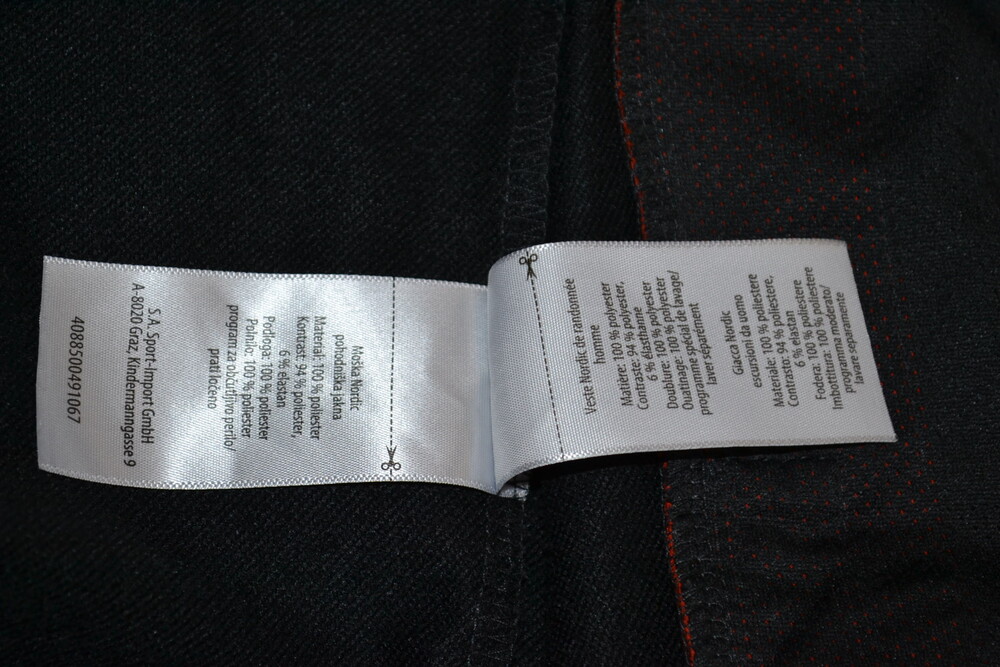 Moška Nordic
pohodniška jakna
Material: 100 % poliester
Kontrast: 94 % poliester,
6 % elastan
Podloga: 100 % poliester
Polnilo: 100 % poliester
program za občutljivo perilo/
prati ločeno
S.A. Sport-Import GmbH
A-8020 Graz, Kindermanngasse 9
4088500491067
Veste Nordic de randonnée
homme
Matière: 100 % polyester
Contraste: 94 % polyester,
6 % élasthanne
Doublure: 100 % polyester
Ouatinage: 100 % polyester
programme spécial de lavage/
laver séparément
Giacca Nordic
escursioni da uomo
Materiale: 100 % poliestere
Contrasto: 94 % poliestere,
6 % elastan
Fodera: 100 % poliestere
Imbottitura: 100 % poliestere
programma moderato/
lavare separamente